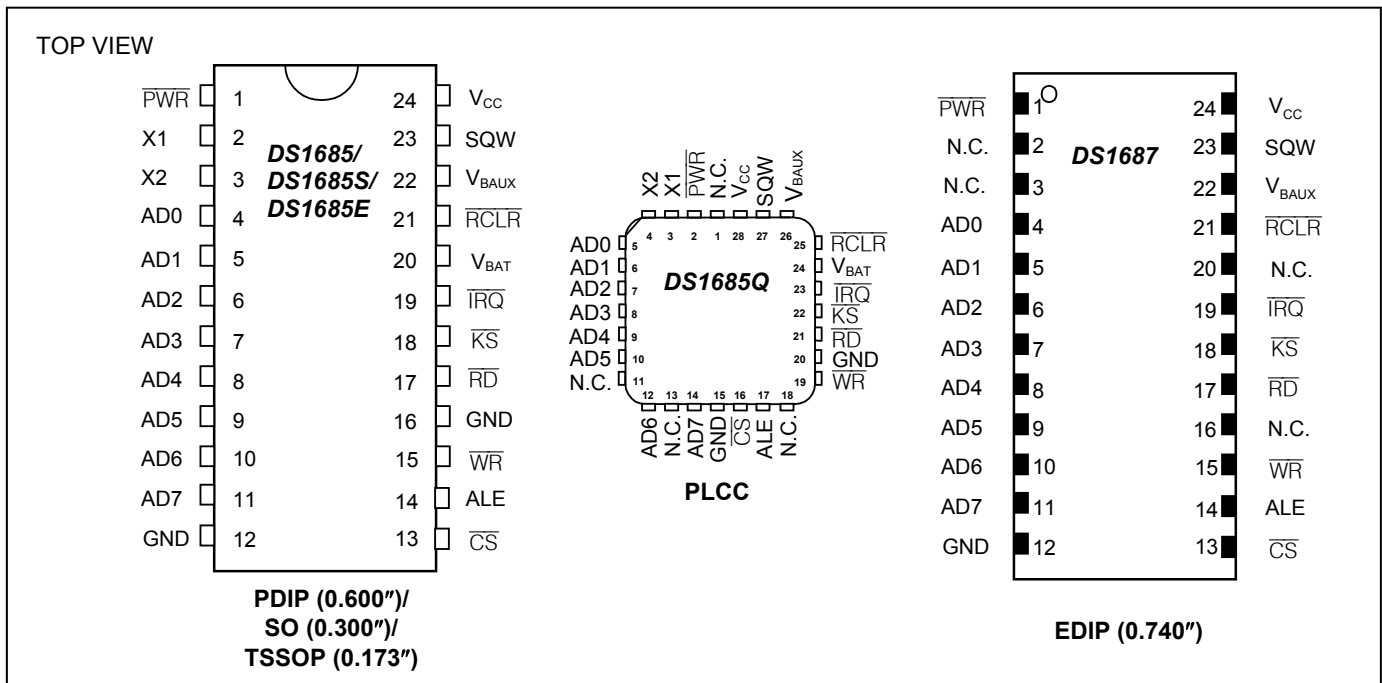 TOP VIEW
PWR 1 24 VCC
X1 2 23 SQW
X2 3 22 VBAUX
AD0 4 21 RCLR
AD1 5 20 VBAT
AD2 6 19 IRQ
AD3 7 18 KS
AD4 8 17 RD
AD5 9 16 GND
AD6 10 15 WR
AD7 11 14 ALE
GND 12 13 CS
DS1685/
DS1685S/
DS1685E
PDIP (0.600″)/
SO (0.300″)/
TSSOP (0.173″)
X2 X1 PWR N.C. VCC SQW VBAUX
4 3 2 1 28 27 26
AD0 5 25 RCLR
AD1 6 24 VBAT
AD2 7 23 IRQ
AD3 8 22 KS
AD4 9 21 RD
AD5 10 20 GND
N.C. 11 19 WR
DS1685Q
12 13 14 15 16 17 18
AD6 N.C. AD7 GND CS ALE N.C.
PLCC
PWR 1 24 VCC
N.C. 2 23 SQW
N.C. 3 22 VBAUX
AD0 4 21 RCLR
AD1 5 20 N.C.
AD2 6 19 IRQ
AD3 7 18 KS
AD4 8 17 RD
AD5 9 16 N.C.
AD6 10 15 WR
AD7 11 14 ALE
GND 12 13 CS
DS1687
EDIP (0.740″)